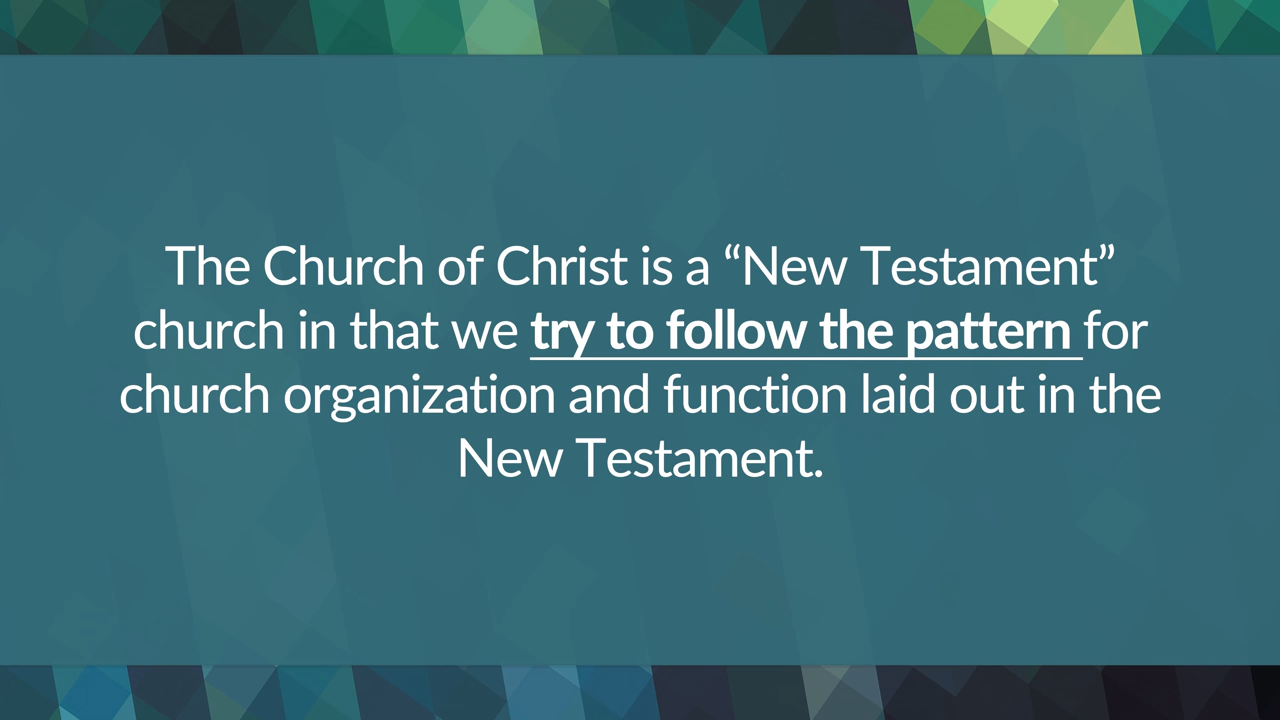 The Church of Christ is a “New Testament”
church in that we try to follow the pattern for
church organization and function laid out in the
New Testament.